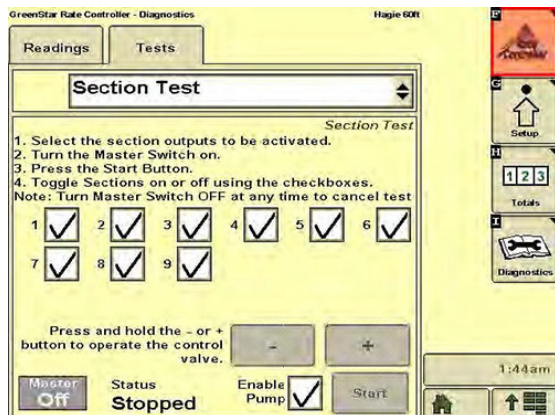 GreenStar Rate Controller - Diagnostics
Hagie 60ft
Readings
Tests
Section Test
Section Test
1. Select the section outputs to be activated.
2. Turn the Master Switch on.
3. Press the Start Button.
4. Toggle Sections on or off using the checkboxes.
Note: Turn Master Switch OFF at any time to cancel test
1 2 3 4 5 6
7 8 9
Press and hold the - or +
button to operate the control
valve.
- +
Master
Off
Status
Stopped
Enable
Pump
Start
F
G
Setup
H
1 2 3
Totals
I
Diagnostics
1:44am